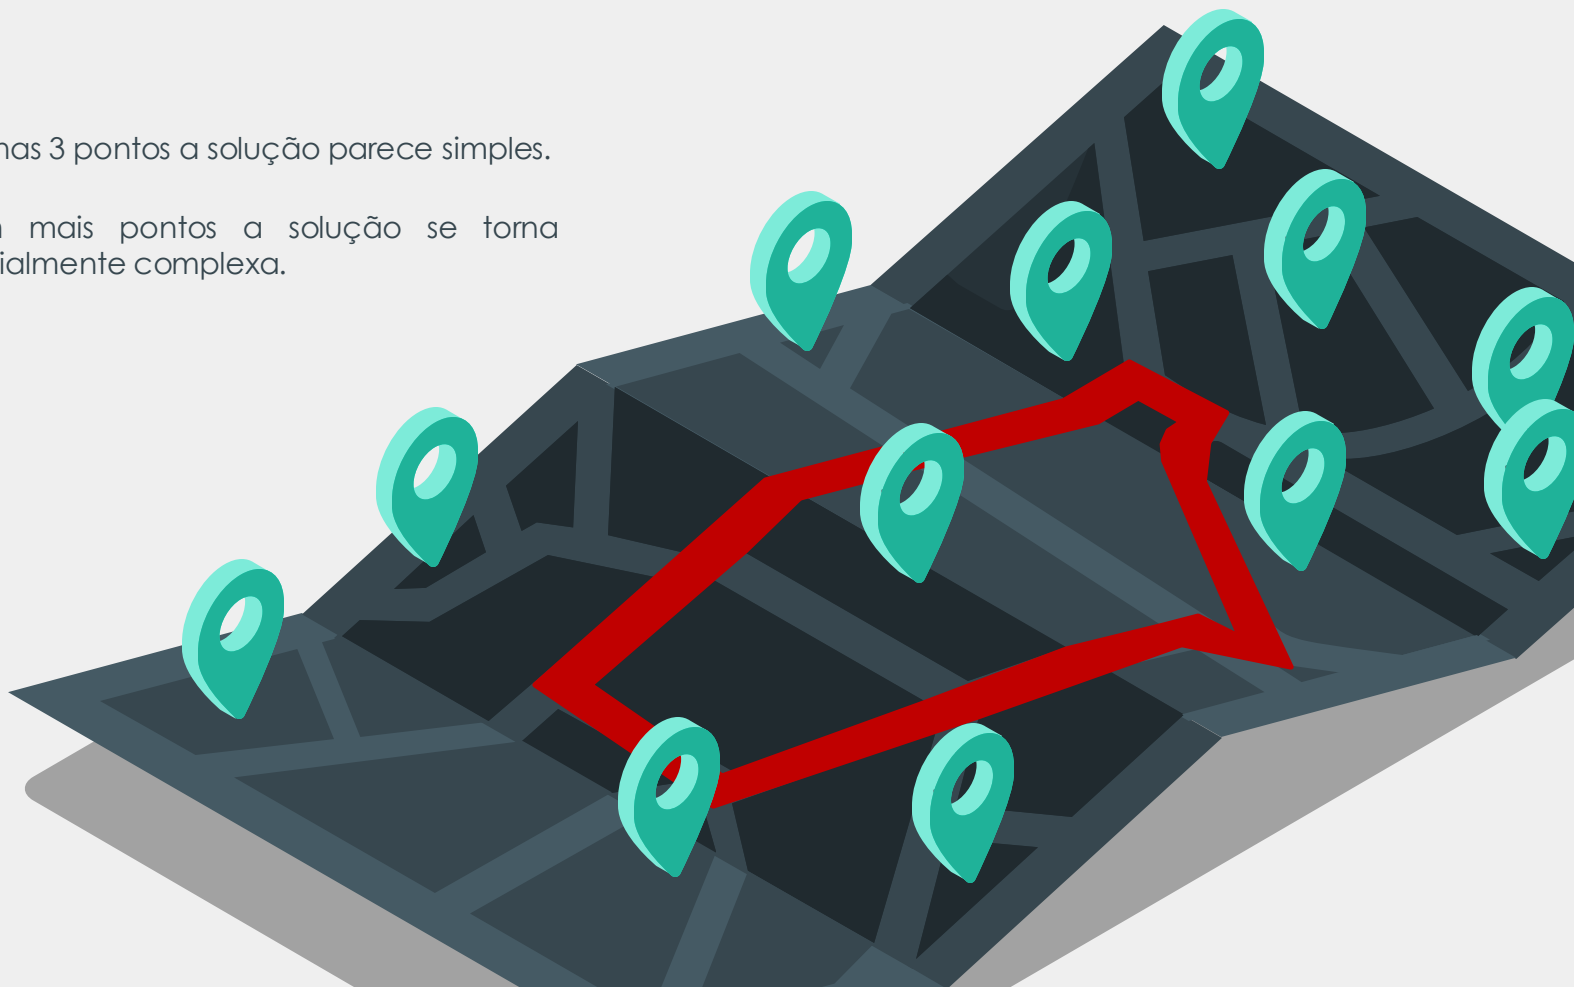 nas 3 pontos a solução parece simples.
mais pontos a solução se torna
ialmente complexa.